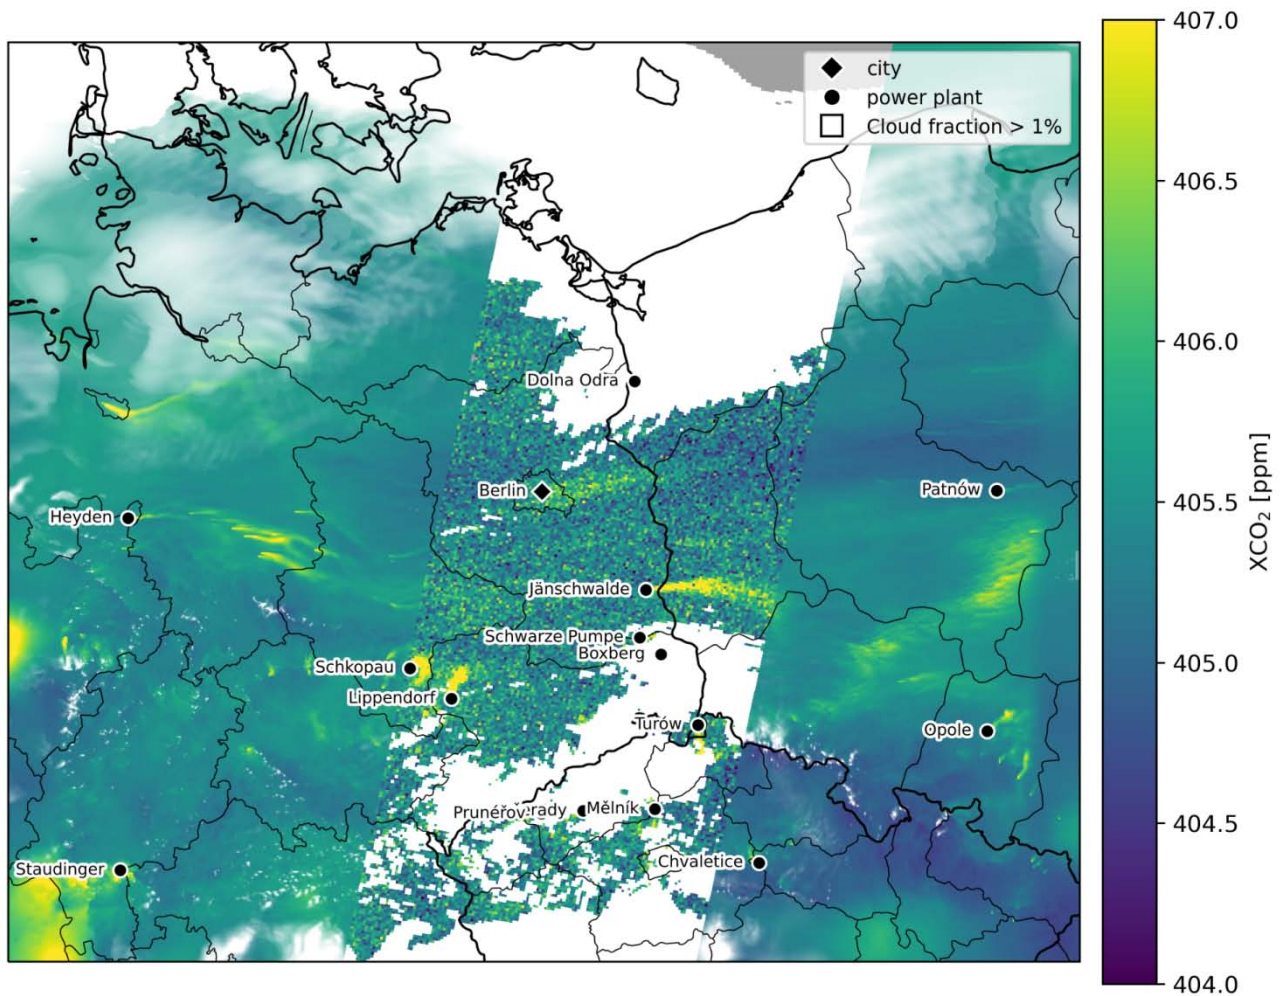 407.0
city
power plant
Cloud fraction > 1%
406.5
406.0
Dolna Odra
Berlin
Patnów
405.5
XCO₂ [ppm]
Heyden
Jänschwalde
Schwarze Pumpe
Boxberg
405.0
Schkopau
Lippendorf
Turów
Opole
Prunéřov
rady
Mělník
404.5
Chvaletice
Staudinger
404.0